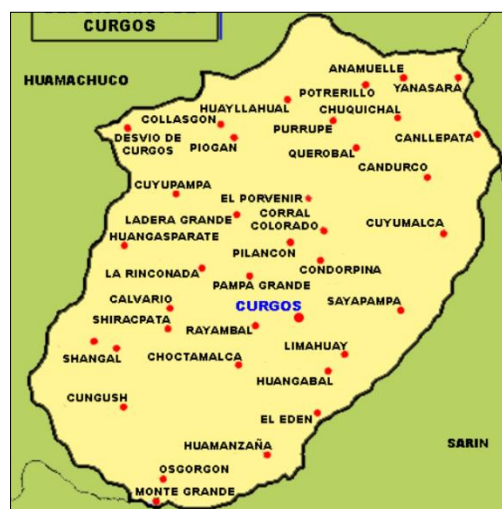 CURGOS
HUAMACHUCO
ANAMUELLE
POTRERILLO
YANASARA
HUAYLLAHUAL
CHUQUICHAL
COLLASGON
PURRUPE
DESVIO DE
CURGOS
PIOGAN
CANLLEPATA
QUEROBAL
CANDURCO
CUYUPAMPA
EL PORVENIR
LADERA GRANDE
CORRAL
COLORADO
CUYUMALCA
HUANGASPARATE
PILANCON
LA RINCONADA
CONDORPINA
PAMPA GRANDE
CALVARIO
CURGOS
SAYAPAMPA
SHIRACPATA
RAYAMBAL
SHANGAL
CHOCTAMALCA
LIMAHUAY
HUANGABAL
CUNGUSH
EL EDEN
SARIN
HUAMANZAÑA
OSGORGON
MONTE GRANDE